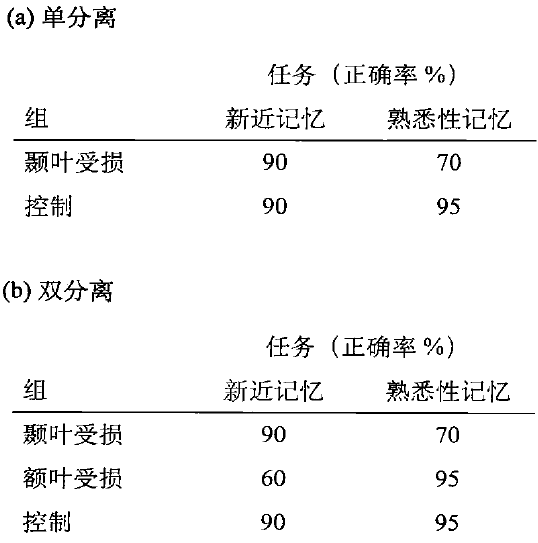 (a) 单分离
任务（正确率 %）
组 新近记忆 熟悉性记忆
颞叶受损 90 70
控制 90 95
(b) 双分离
任务（正确率 %）
组 新近记忆 熟悉性记忆
颞叶受损 90 70
额叶受损 60 95
控制 90 95